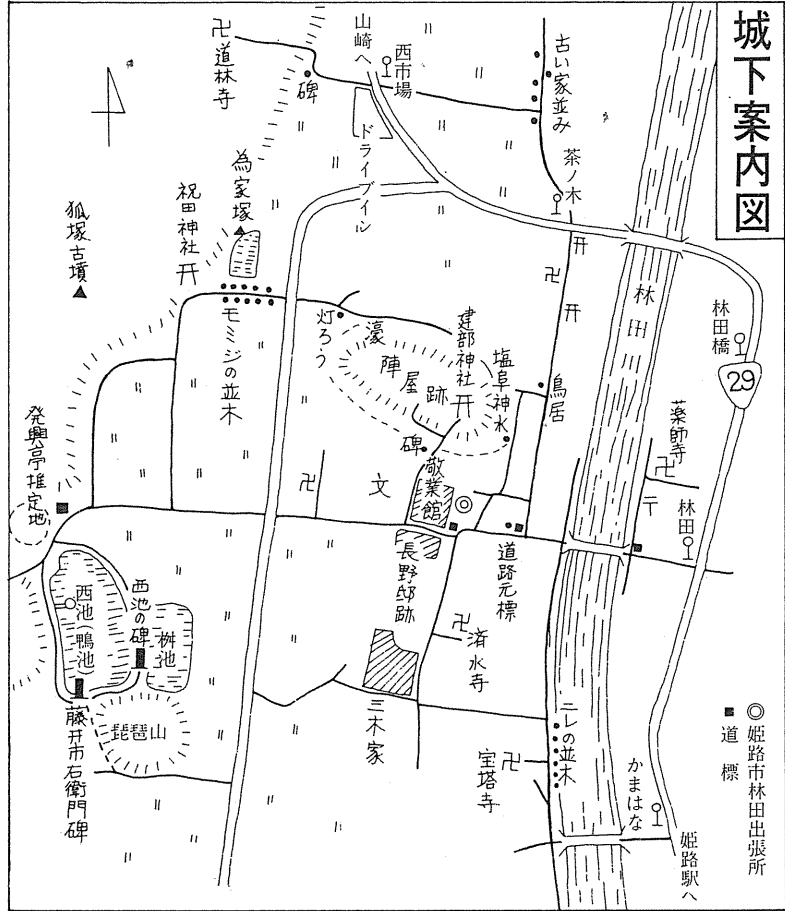 城下案内図
山崎へ
西市場
古い家並み
卍道林寺
碑
ドライブイン
茶ノ木
為家塚
祝田神社
狐塚古墳
モミジの並木
灯ろう
濠
陣屋跡
建部神社
塩阜神水
碑
鳥居
卍
林田
林田橋
29
薬師寺
卍
〒
林田
発興亭推定地
卍
文
敬業館
長野邸跡
道路元標
西池(鴨池)
西池の碑
桝池
琵琶山
藤井市右衛門碑
卍済水寺
三木家
ニレの並木
宝塔寺
卍
かまはな
姫路駅へ
◎姫路市林田出張所
■道標